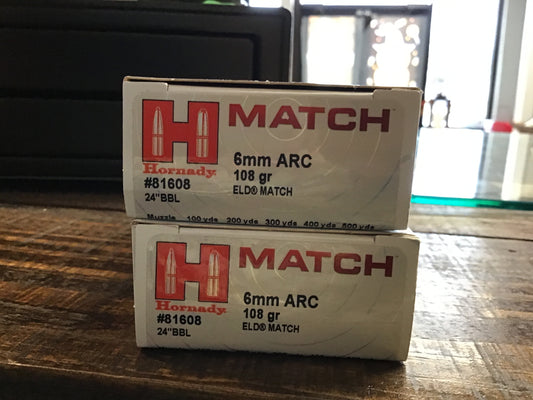 H MATCH
6mm ARC
108 gr
ELD® MATCH
Hornady
#81608
24"BBL
Muzzle 100 yds 200 yds 300 yds 400 yds 500 yds
H MATCH
6mm ARC
108 gr
ELD® MATCH
Hornady
#81608
24"BBL